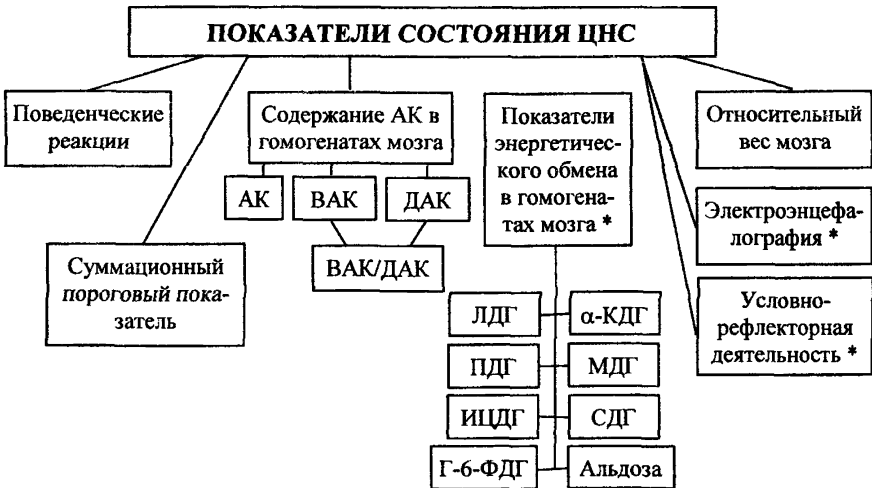 ПОКАЗАТЕЛИ СОСТОЯНИЯ ЦНС
Поведенческие
реакции
Суммационный
пороговый пока-
затель
Содержание АК в
гомогенатах мозга
АК
ВАК
ДАК
ВАК/ДАК
Показатели
энергетичес-
кого обмена
в гомогена-
тах мозга *
ЛДГ
α-КДГ
ПДГ
МДГ
ИЦДГ
СДГ
Г-6-ФДГ
Альдоза
Относительный
вес мозга
Электроэнцефа-
лография *
Условно-
рефлекторная
деятельность *